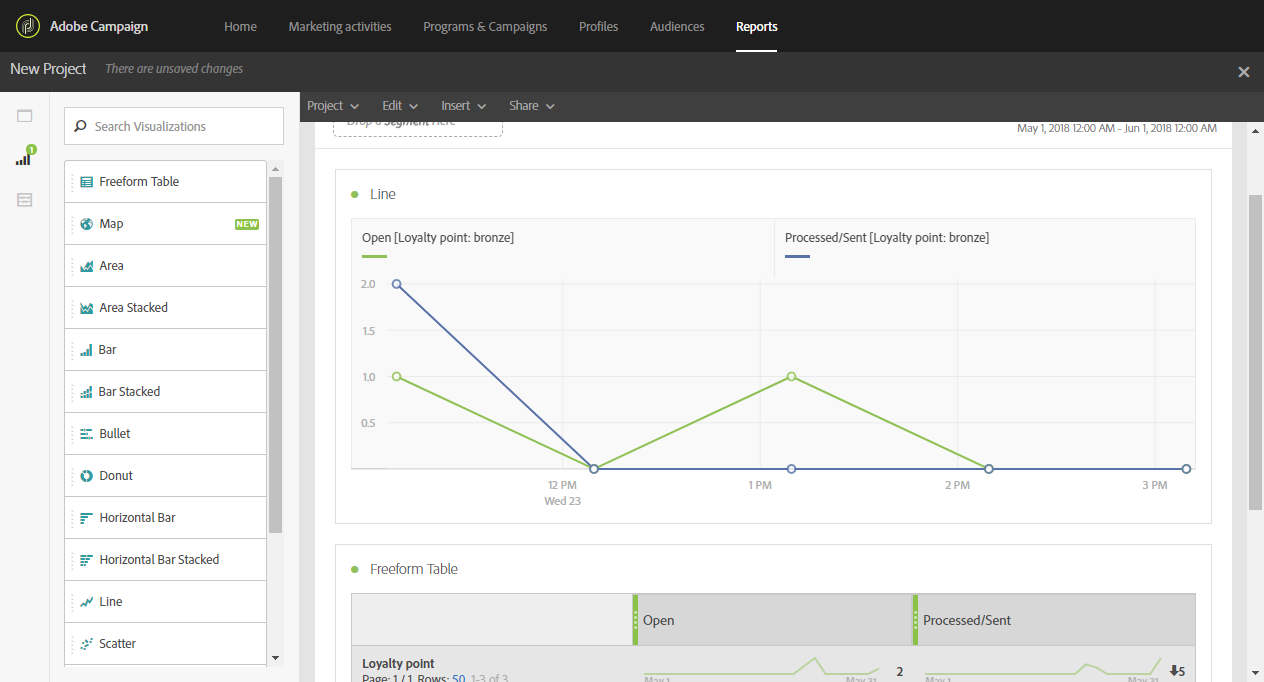 Adobe Campaign
Home
Marketing activities
Programs & Campaigns
Profiles
Audiences
Reports
New Project
There are unsaved changes
Project
Edit
Insert
Share
1
Search Visualizations
Freeform Table
Map
NEW
Area
Area Stacked
Bar
Bar Stacked
Bullet
Donut
Horizontal Bar
Horizontal Bar Stacked
Line
Scatter
Drop a Segment Here
May 1, 2018 12:00 AM - Jun 1, 2018 12:00 AM
Line
Open [Loyalty point: bronze]
Processed/Sent [Loyalty point: bronze]
2.0
1.5
1.0
0.5
12 PM
1 PM
2 PM
3 PM
Wed 23
Freeform Table
Open
Processed/Sent
Loyalty point
Page: 1 / 1 Rows: 50 1-3 of 3
May 1
May 31
2
May 1
May 31
5